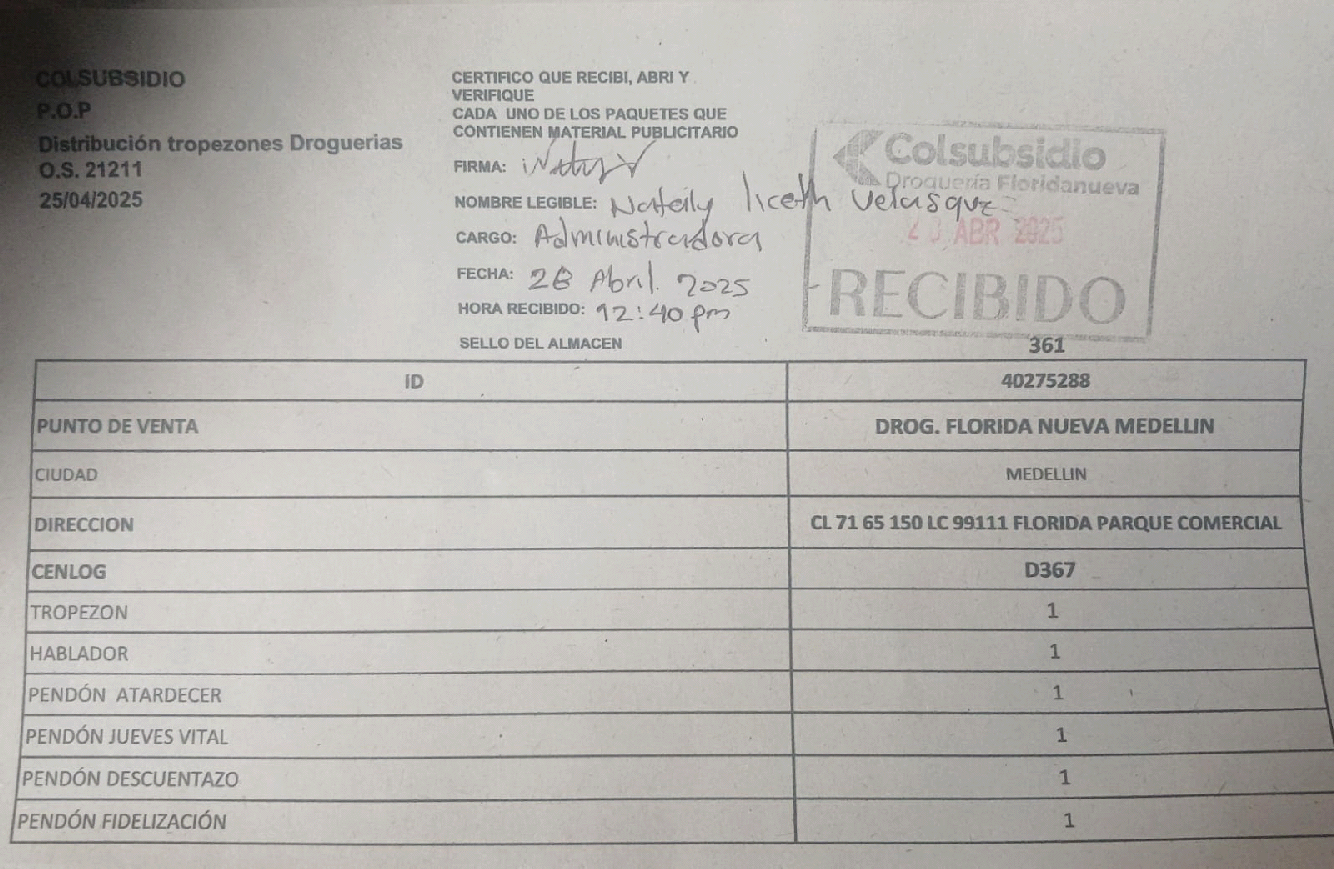 COLSUBSIDIO
P.O.P
Distribución tropezones Droguerias
O.S. 21211
25/04/2025
CERTIFICO QUE RECIBI, ABRI Y
VERIFIQUE
CADA UNO DE LOS PAQUETES QUE
CONTIENEN MATERIAL PUBLICITARIO
FIRMA:
NOMBRE LEGIBLE: Nataily liceth Velasquez
CARGO: Administradora
FECHA: 28 Abril 2025
HORA RECIBIDO: 12:40 pm
SELLO DEL ALMACEN
Colsubsidio
Droguería Floridanueva
ABR 2025
RECIBIDO
361
ID 40275288
PUNTO DE VENTA DROG. FLORIDA NUEVA MEDELLIN
CIUDAD MEDELLIN
DIRECCION CL 71 65 150 LC 99111 FLORIDA PARQUE COMERCIAL
CENLOG D367
TROPEZON 1
HABLADOR 1
PENDÓN ATARDECER 1
PENDÓN JUEVES VITAL 1
PENDÓN DESCUENTAZO 1
PENDÓN FIDELIZACIÓN 1